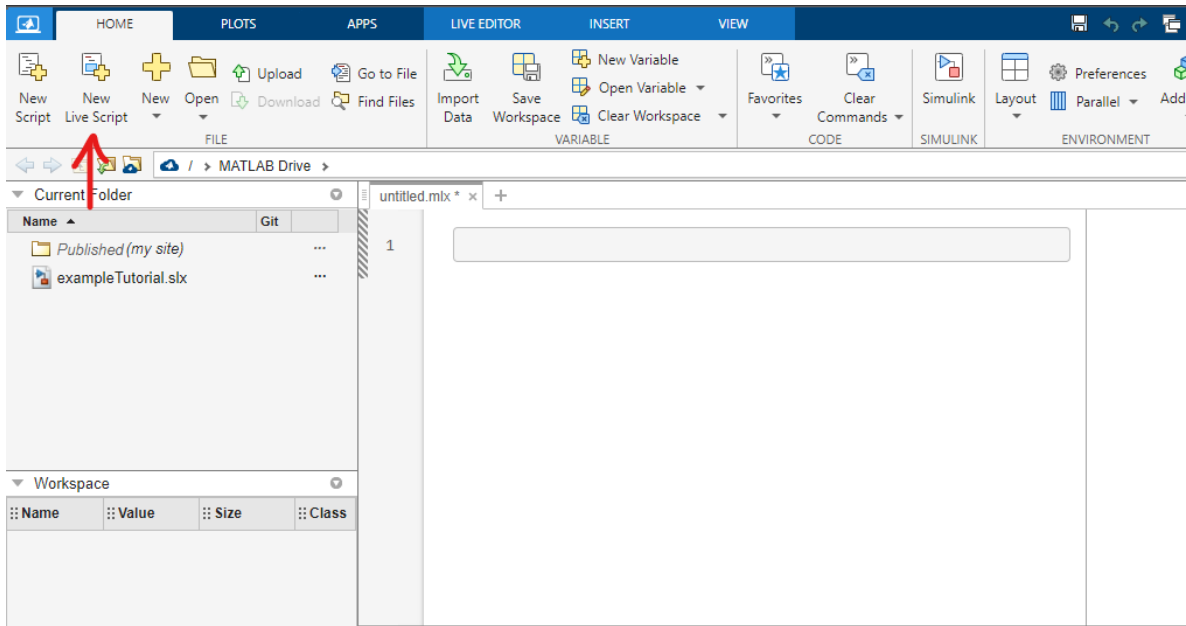 HOME PLOTS APPS LIVE EDITOR INSERT VIEW
New Script
New Live Script
New
Open
Upload
Download
Go to File
Find Files
FILE
Import Data
Save Workspace
New Variable
Open Variable
Clear Workspace
VARIABLE
Favorites
Clear Commands
CODE
Simulink
SIMULINK
Layout
Preferences
Parallel
Add
ENVIRONMENT
/ > MATLAB Drive >
Current Folder
Name Git
Published (my site) ...
exampleTutorial.slx ...
untitled.mlx * × +
1
Workspace
Name Value Size Class